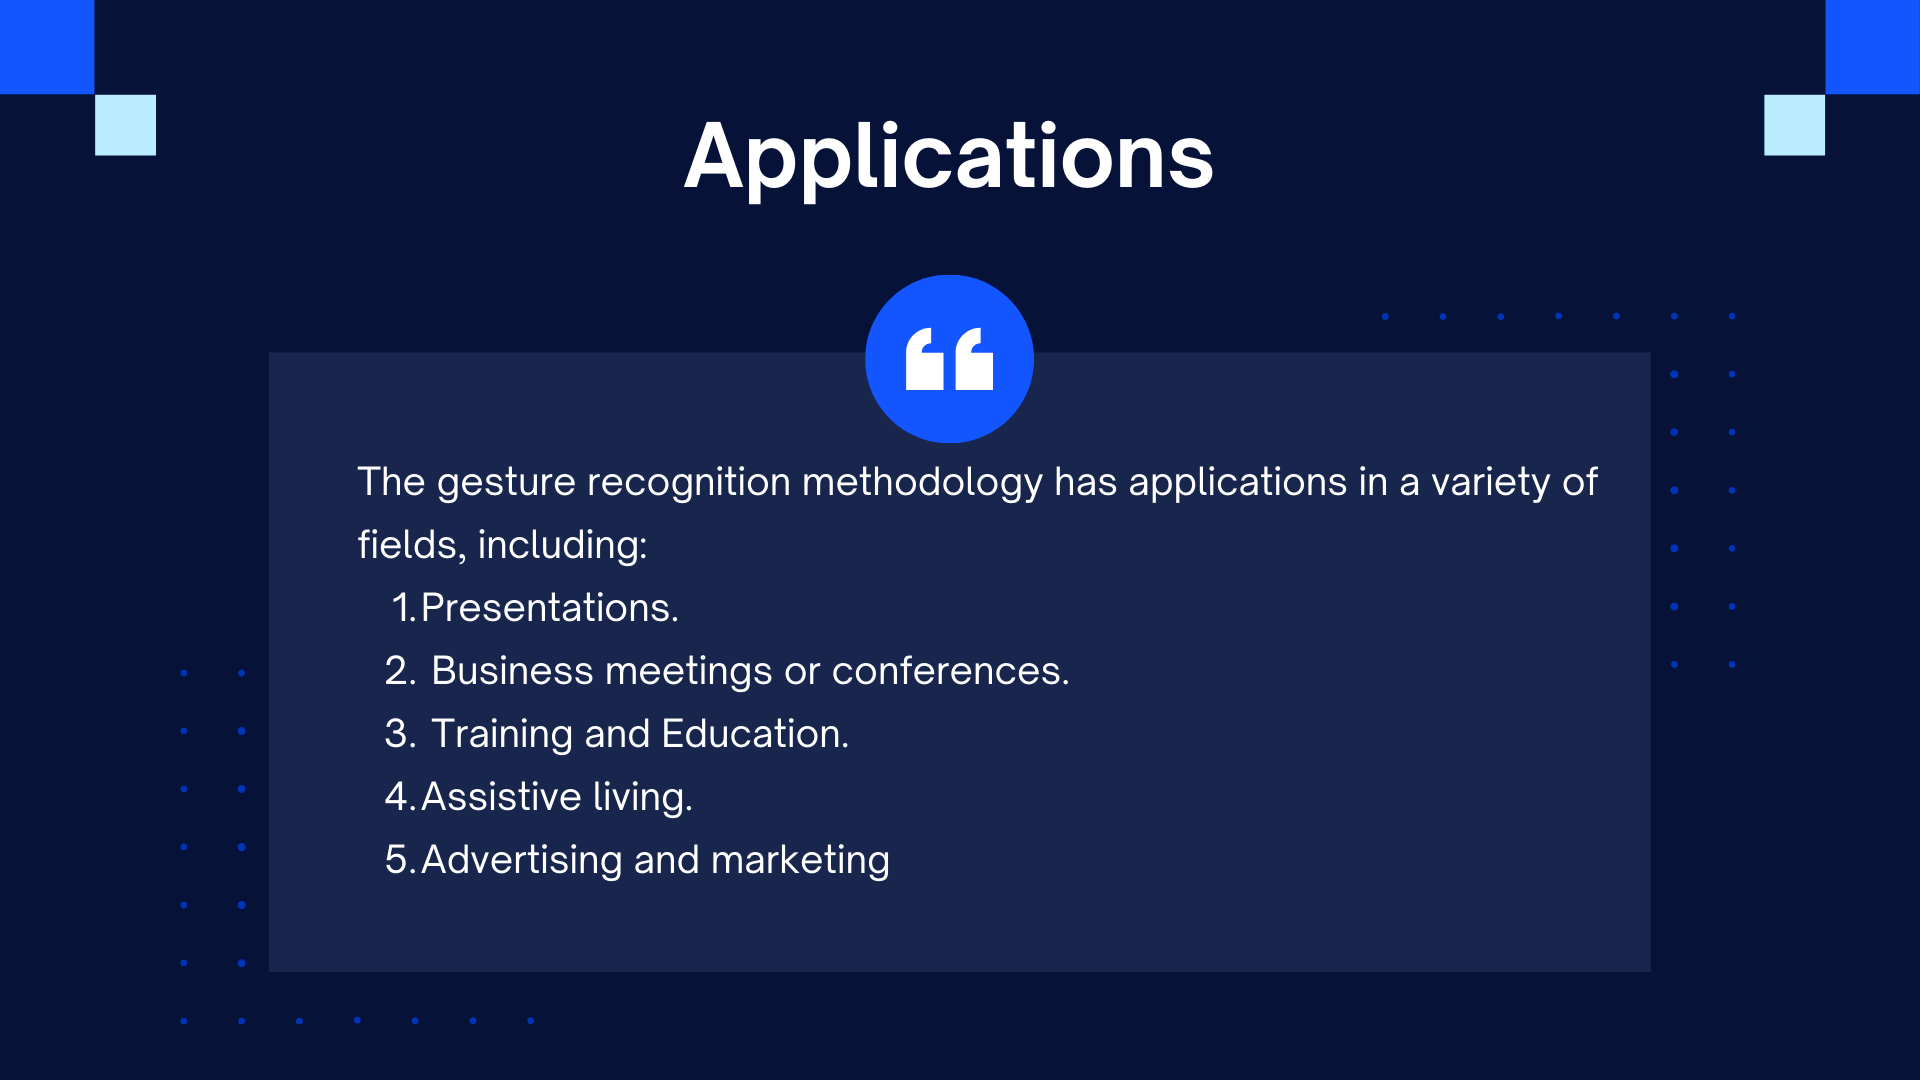 Applications
The gesture recognition methodology has applications in a variety of
fields, including:
1.Presentations.
2. Business meetings or conferences.
3. Training and Education.
4.Assistive living.
5.Advertising and marketing